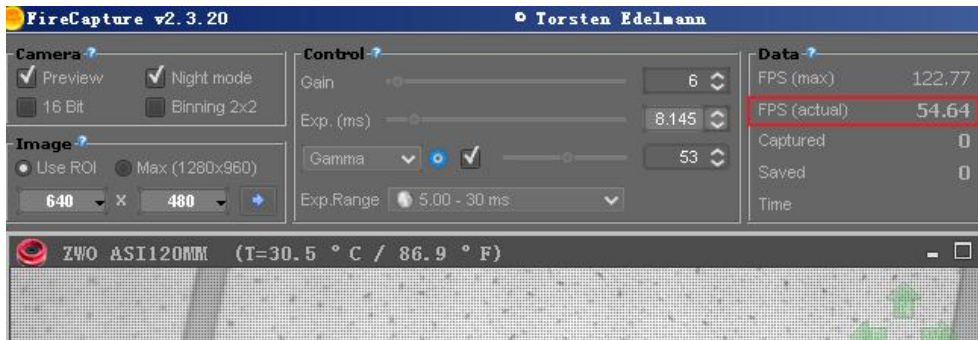 FireCapture v2.3.20
Torsten Edelmann
Camera ?
Preview
Night mode
16 Bit
Binning 2x2
Image ?
Use ROI
Max (1280x960)
640 x 480
Control ?
Gain 6
Exp. (ms) 8.145
Gamma 53
Exp.Range 5.00 - 30 ms
Data ?
FPS (max) 122.77
FPS (actual) 54.64
Captured 0
Saved 0
Time
ZWO ASI120MM (T=30.5 ° C / 86.9 ° F)